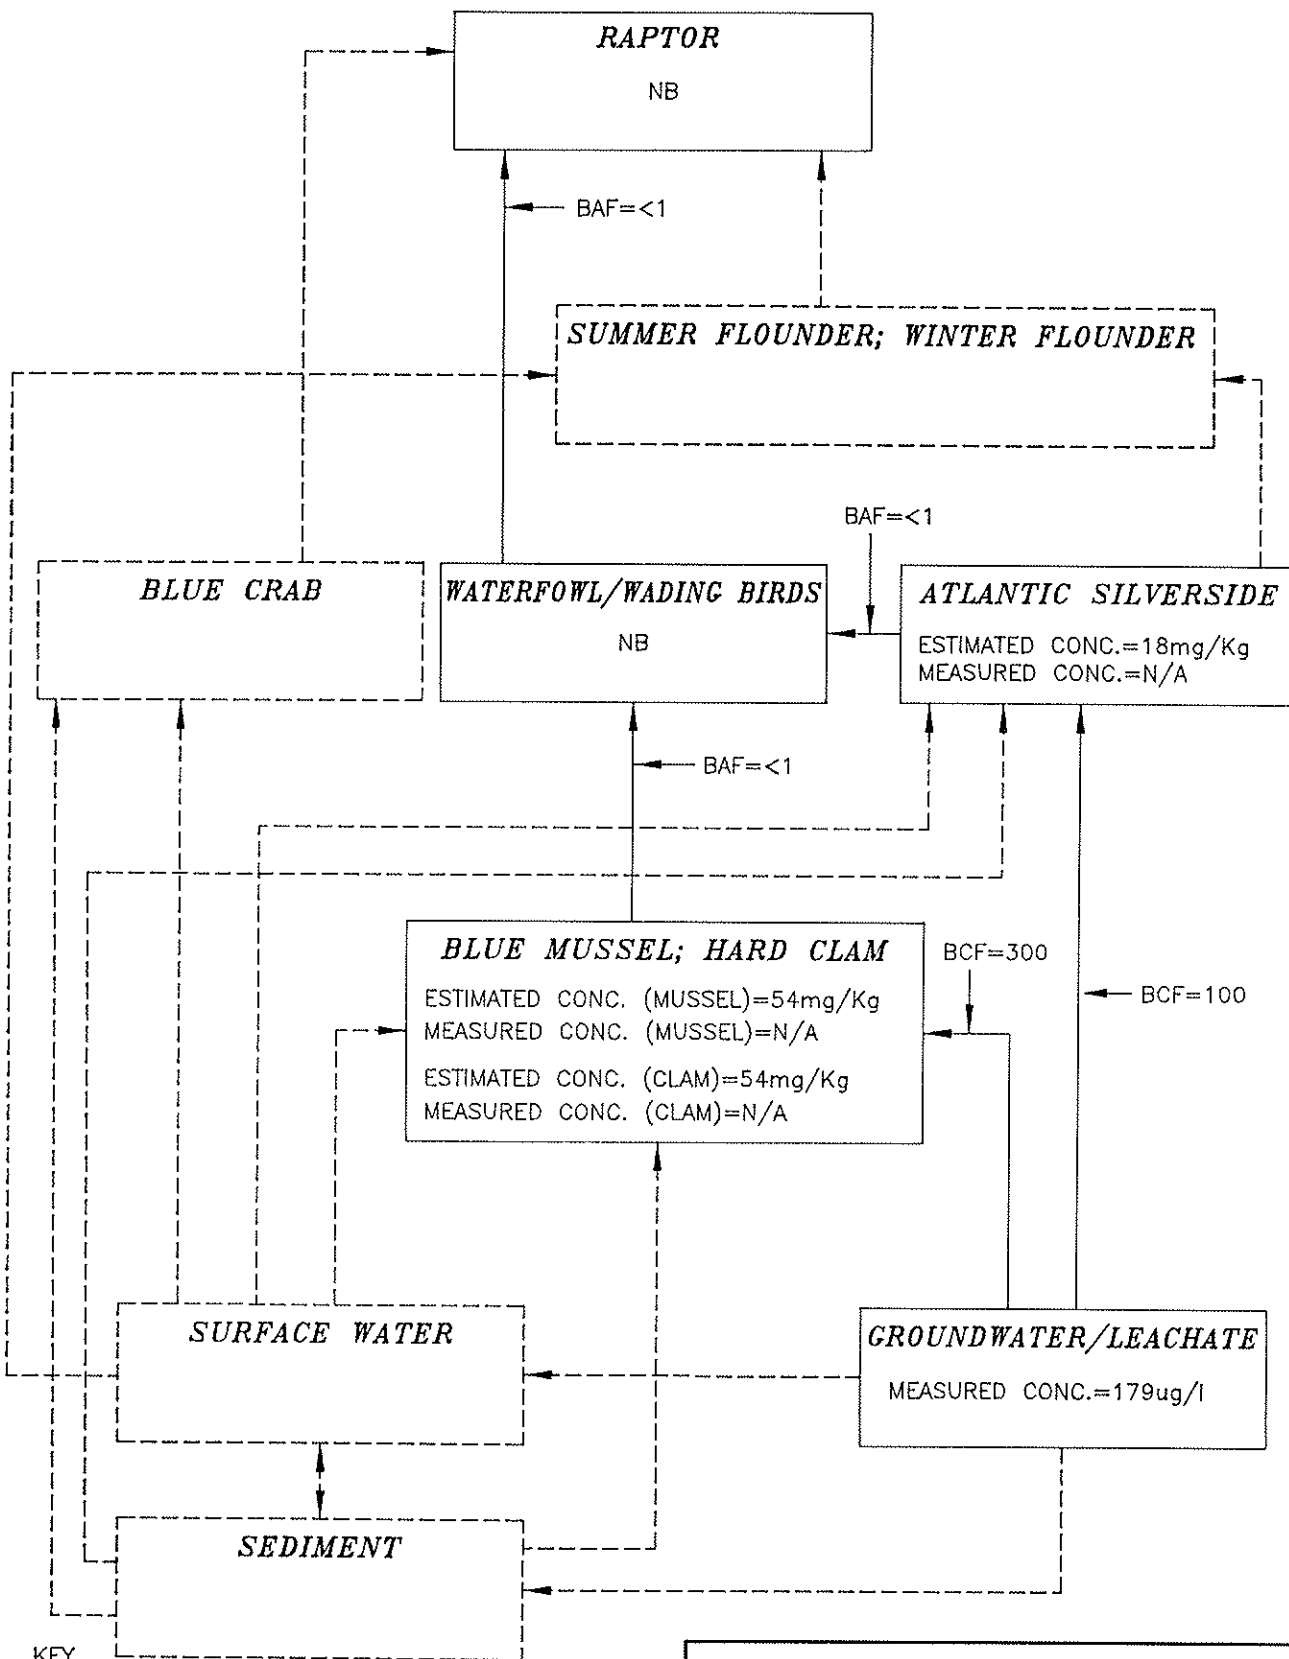 RAPTOR
NB
BAF=<1
SUMMER FLOUNDER; WINTER FLOUNDER
BAF=<1
BLUE CRAB
WATERFOWL/WADING BIRDS
NB
ATLANTIC SILVERSIDE
ESTIMATED CONC.=18mg/Kg
MEASURED CONC.=N/A
BAF=<1
BLUE MUSSEL; HARD CLAM
ESTIMATED CONC. (MUSSEL)=54mg/Kg
MEASURED CONC. (MUSSEL)=N/A
ESTIMATED CONC. (CLAM)=54mg/Kg
MEASURED CONC. (CLAM)=N/A
BCF=300
BCF=100
SURFACE WATER
GROUNDWATER/LEACHATE
MEASURED CONC.=179ug/l
SEDIMENT
KEY